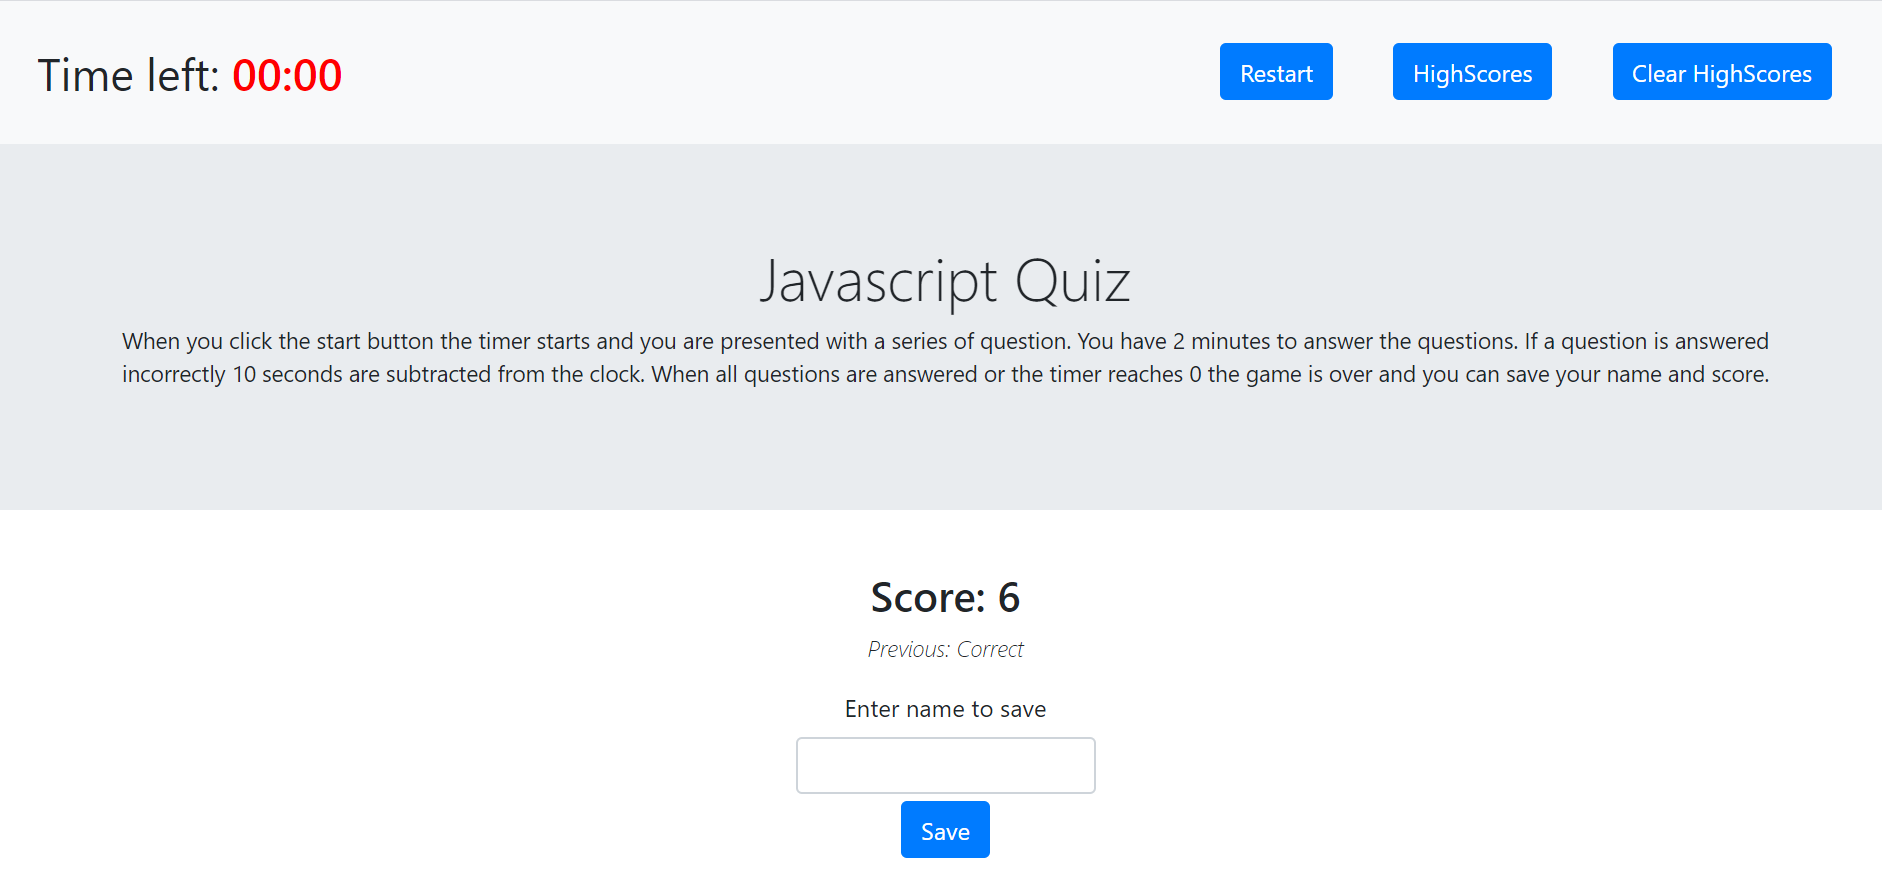 Time left: 00:00
Restart
HighScores
Clear HighScores
Javascript Quiz
When you click the start button the timer starts and you are presented with a series of question. You have 2 minutes to answer the questions. If a question is answered
incorrectly 10 seconds are subtracted from the clock. When all questions are answered or the timer reaches 0 the game is over and you can save your name and score.
Score: 6
Previous: Correct
Enter name to save
Save